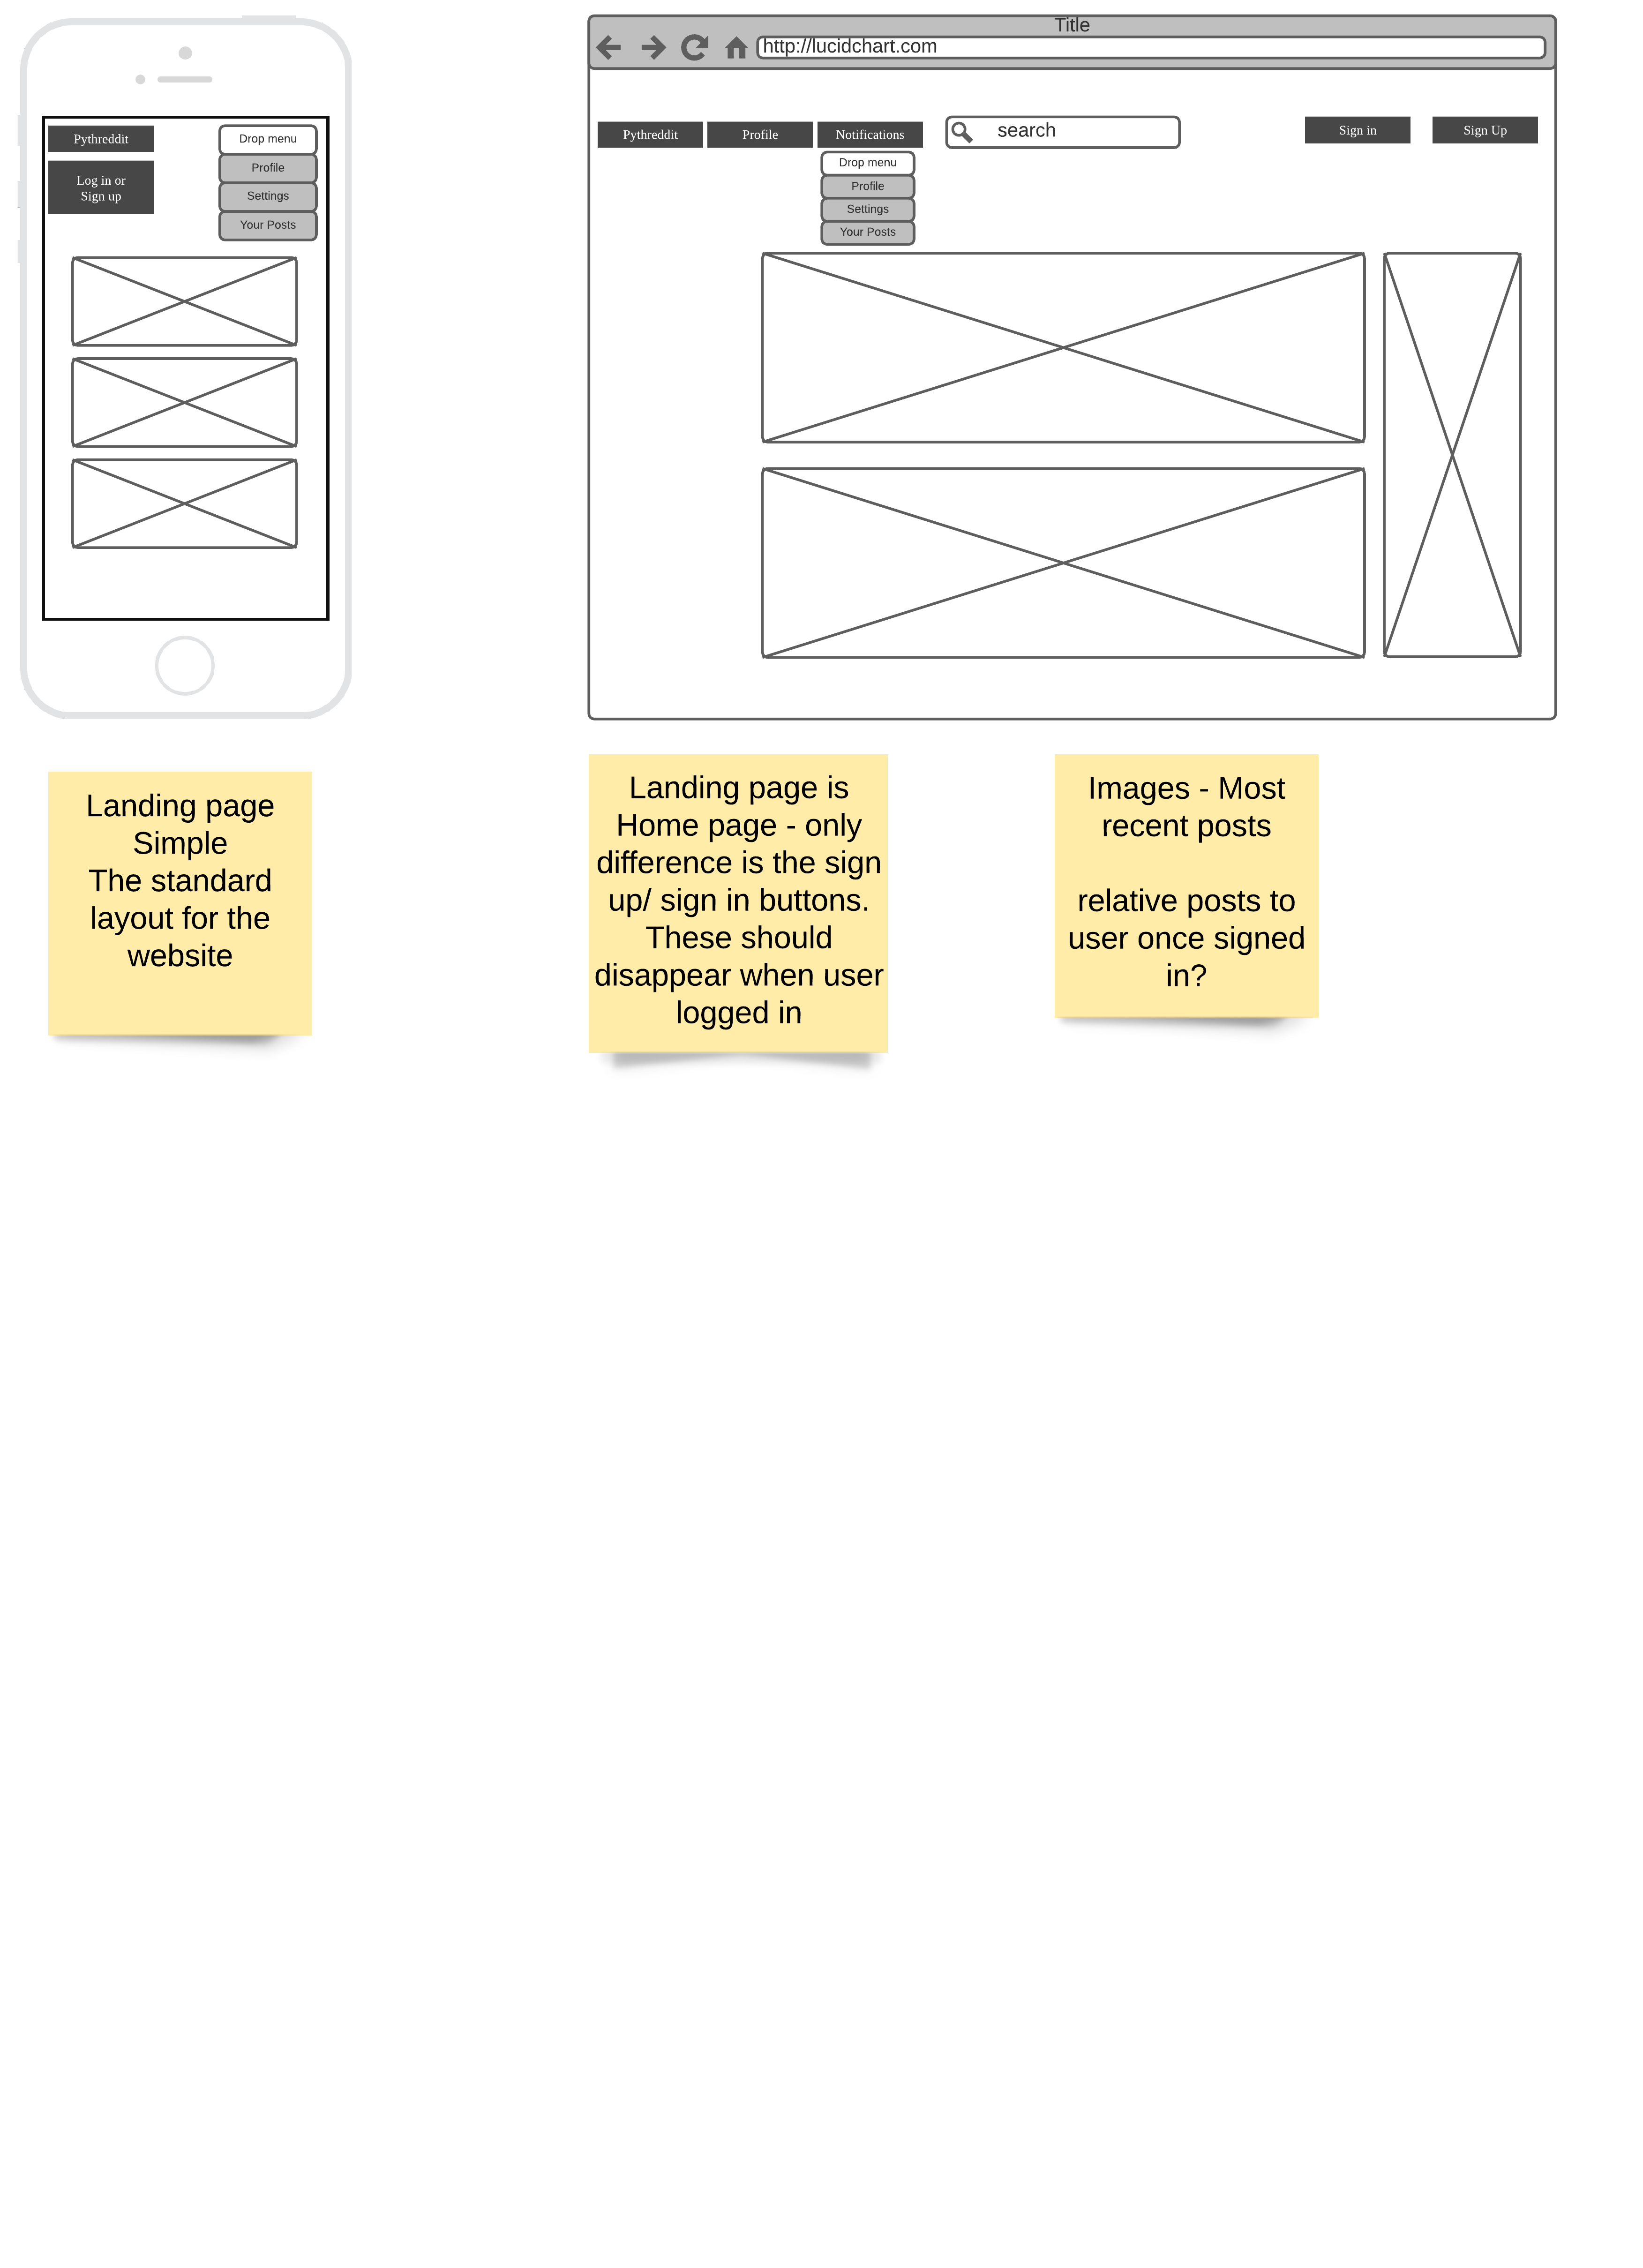 Pythreddit
Log in or
Sign up
Drop menu
Profile
Settings
Your Posts
Title
http://lucidchart.com
Pythreddit
Profile
Notifications
search
Sign in
Sign Up
Drop menu
Profile
Settings
Your Posts
Landing page
Simple
The standard
layout for the
website
Landing page is
Home page - only
difference is the sign
up/ sign in buttons.
These should
disappear when user
logged in
Images - Most
recent posts
relative posts to
user once signed
in?